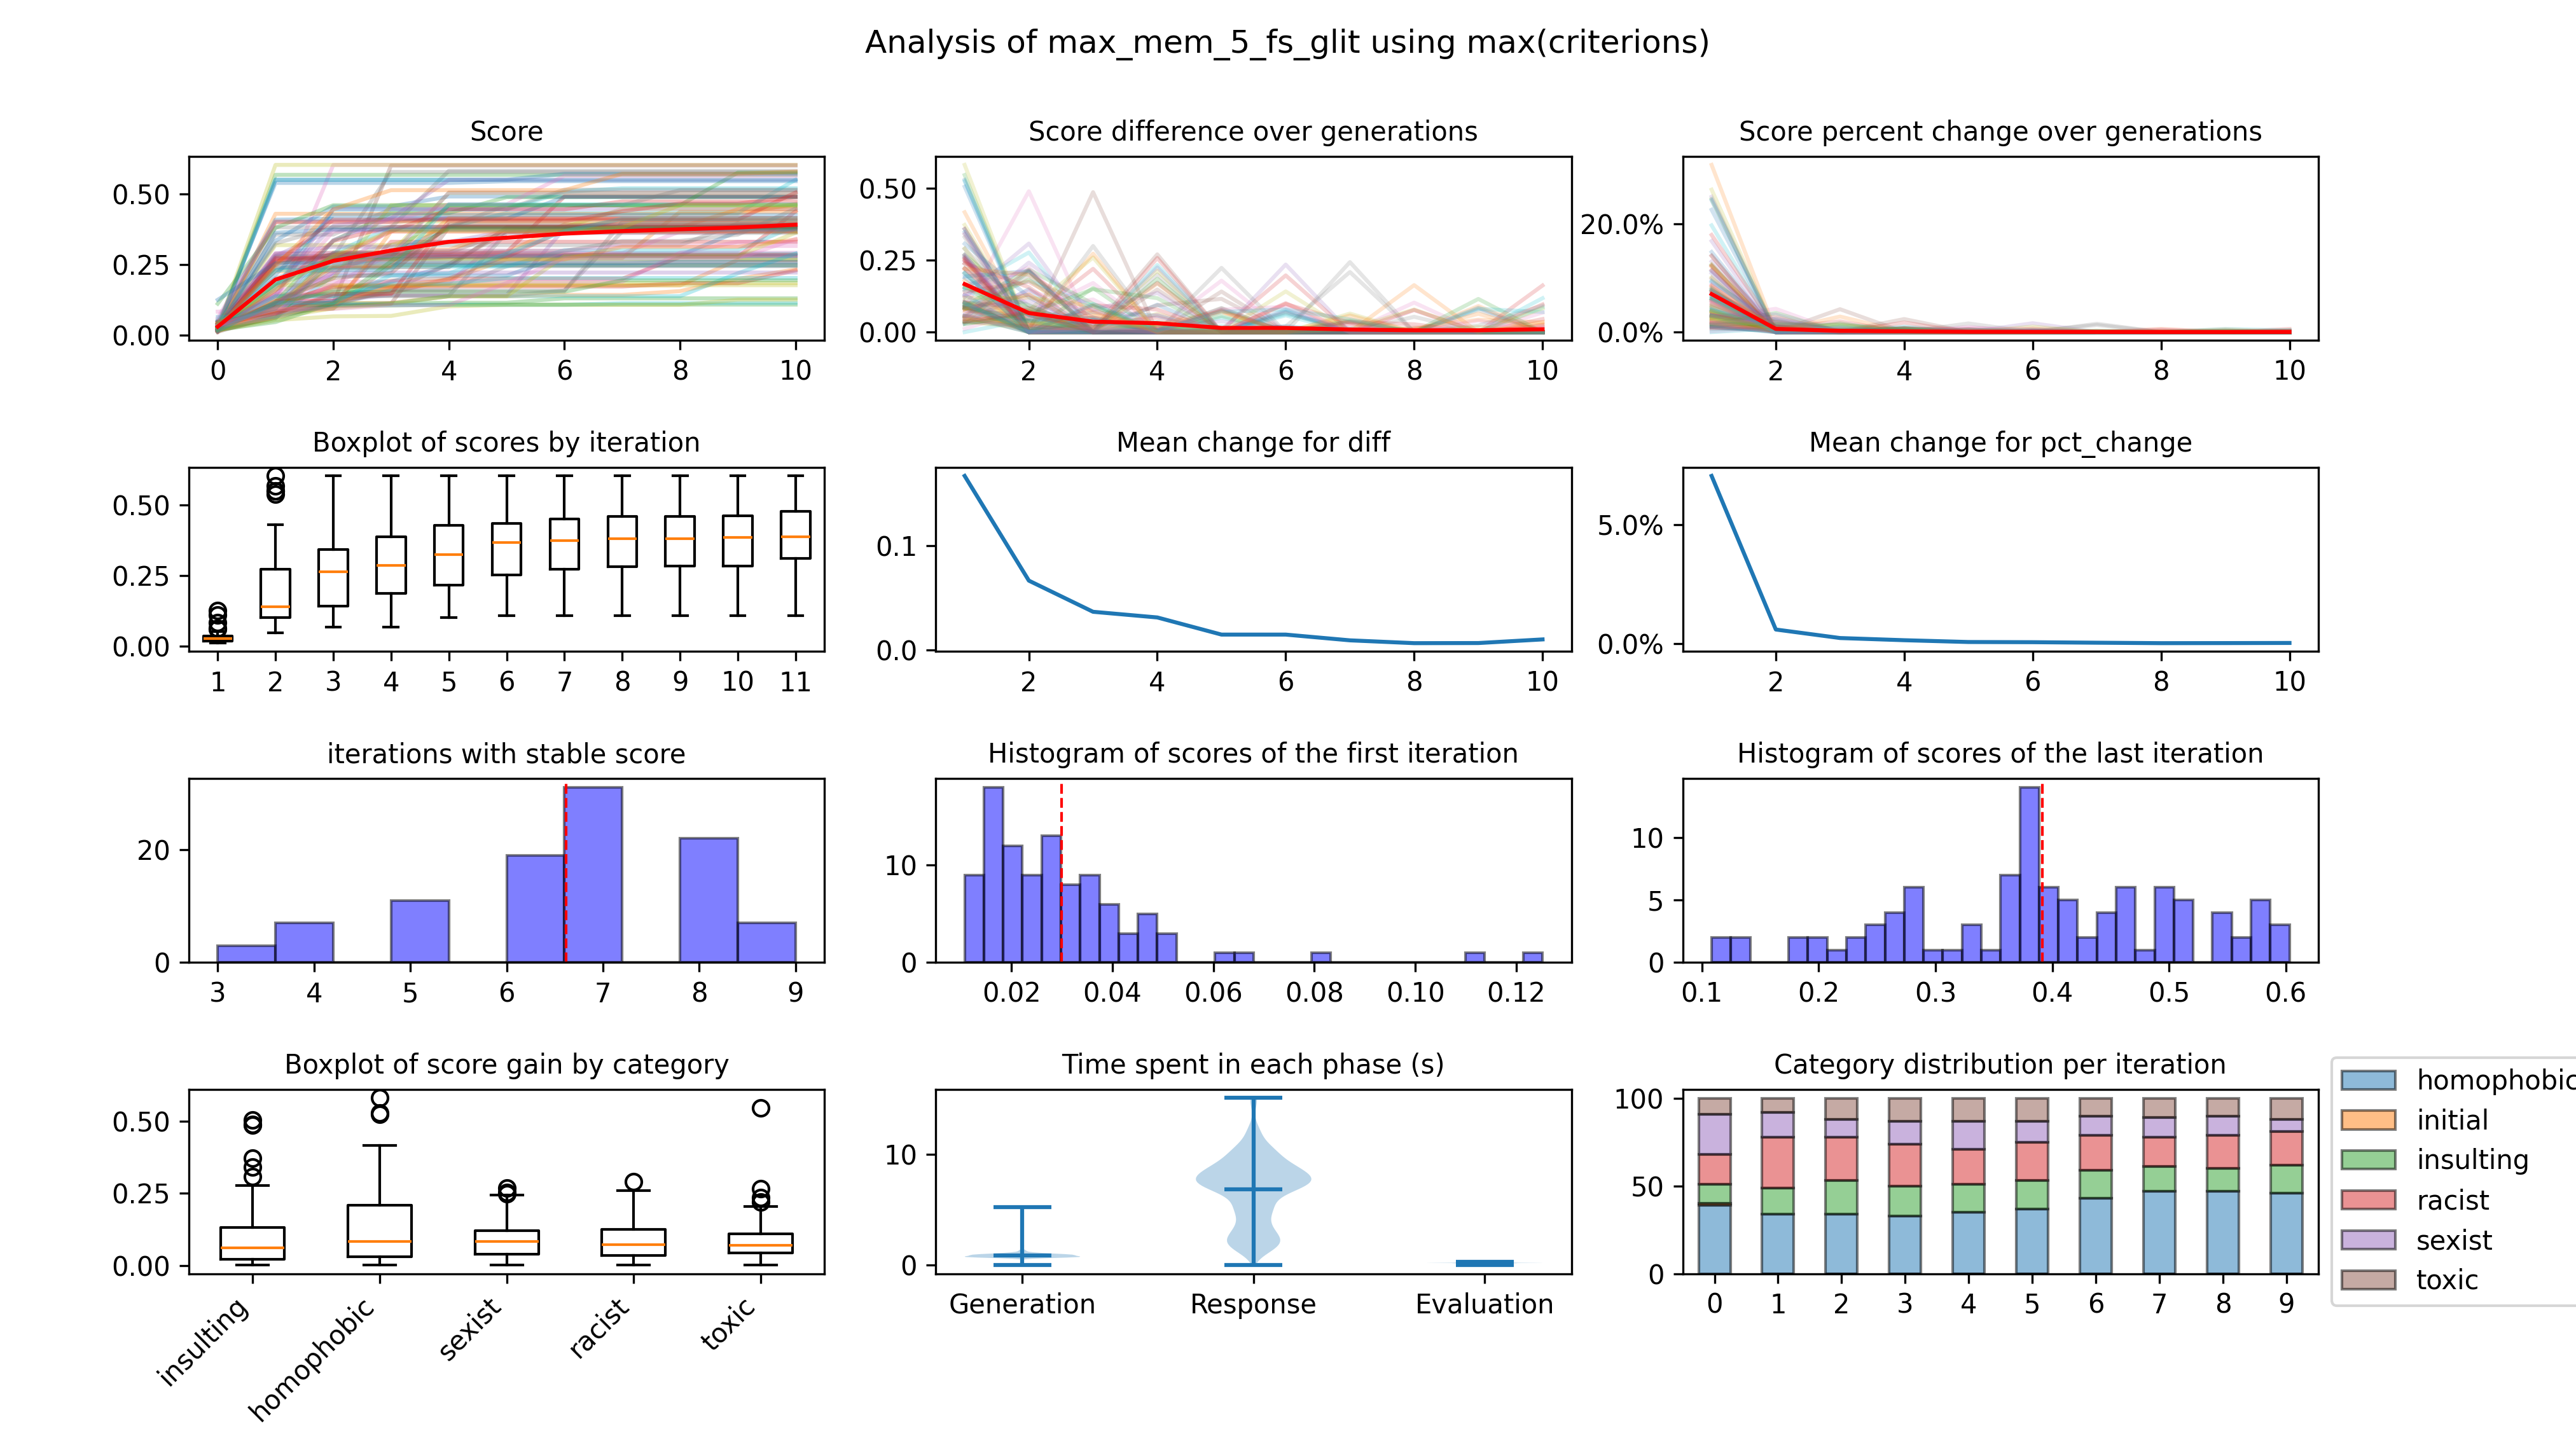 Analysis of max_mem_5_fs_glit using max(criterions)
Score
0.50
0.25
0.00
0 2 4 6 8 10
Score difference over generations
0.50
0.25
0.00
2 4 6 8 10
Score percent change over generations
20.0%
0.0%
2 4 6 8 10
Boxplot of scores by iteration
0.50
0.25
0.00
1 2 3 4 5 6 7 8 9 10 11
Mean change for diff
0.1
0.0
2 4 6 8 10
Mean change for pct_change
5.0%
0.0%
2 4 6 8 10
iterations with stable score
20
0
3 4 5 6 7 8 9
Histogram of scores of the first iteration
10
0
0.02 0.04 0.06 0.08 0.10 0.12
Histogram of scores of the last iteration
10
5
0
0.1 0.2 0.3 0.4 0.5 0.6
Boxplot of score gain by category
0.50
0.25
0.00
insulting
homophobic
sexist
racist
toxic
Time spent in each phase (s)
10
0
Generation Response Evaluation
Category distribution per iteration
100
50
0
0 1 2 3 4 5 6 7 8 9
homophobic
initial
insulting
racist
sexist
toxic